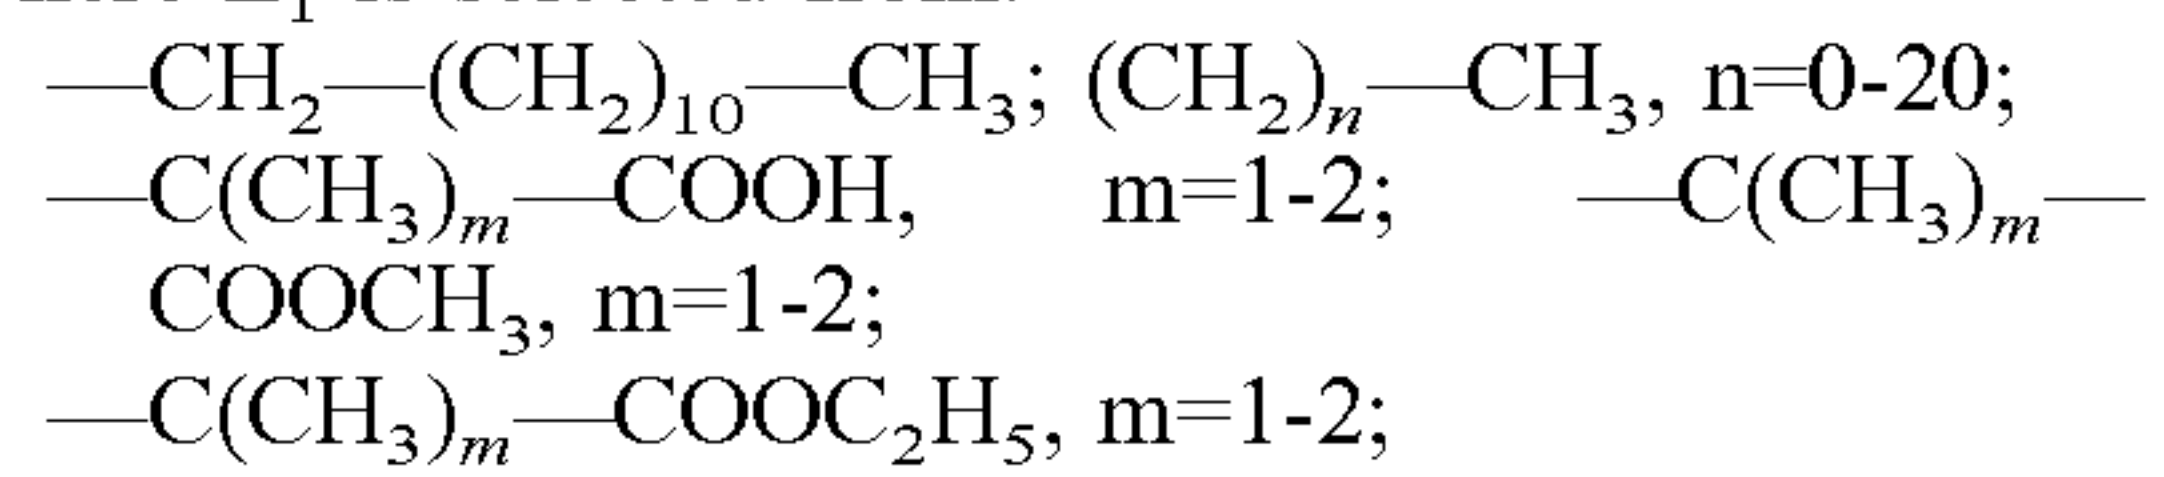 —CH₂—(CH₂)₁₀—CH₃; (CH₂)ₙ—CH₃, n=0-20;
—C(CH₃)ₘ—COOH, m=1-2; —C(CH₃)ₘ—
COOCH₃, m=1-2;
—C(CH₃)ₘ—COOC₂H₅, m=1-2;